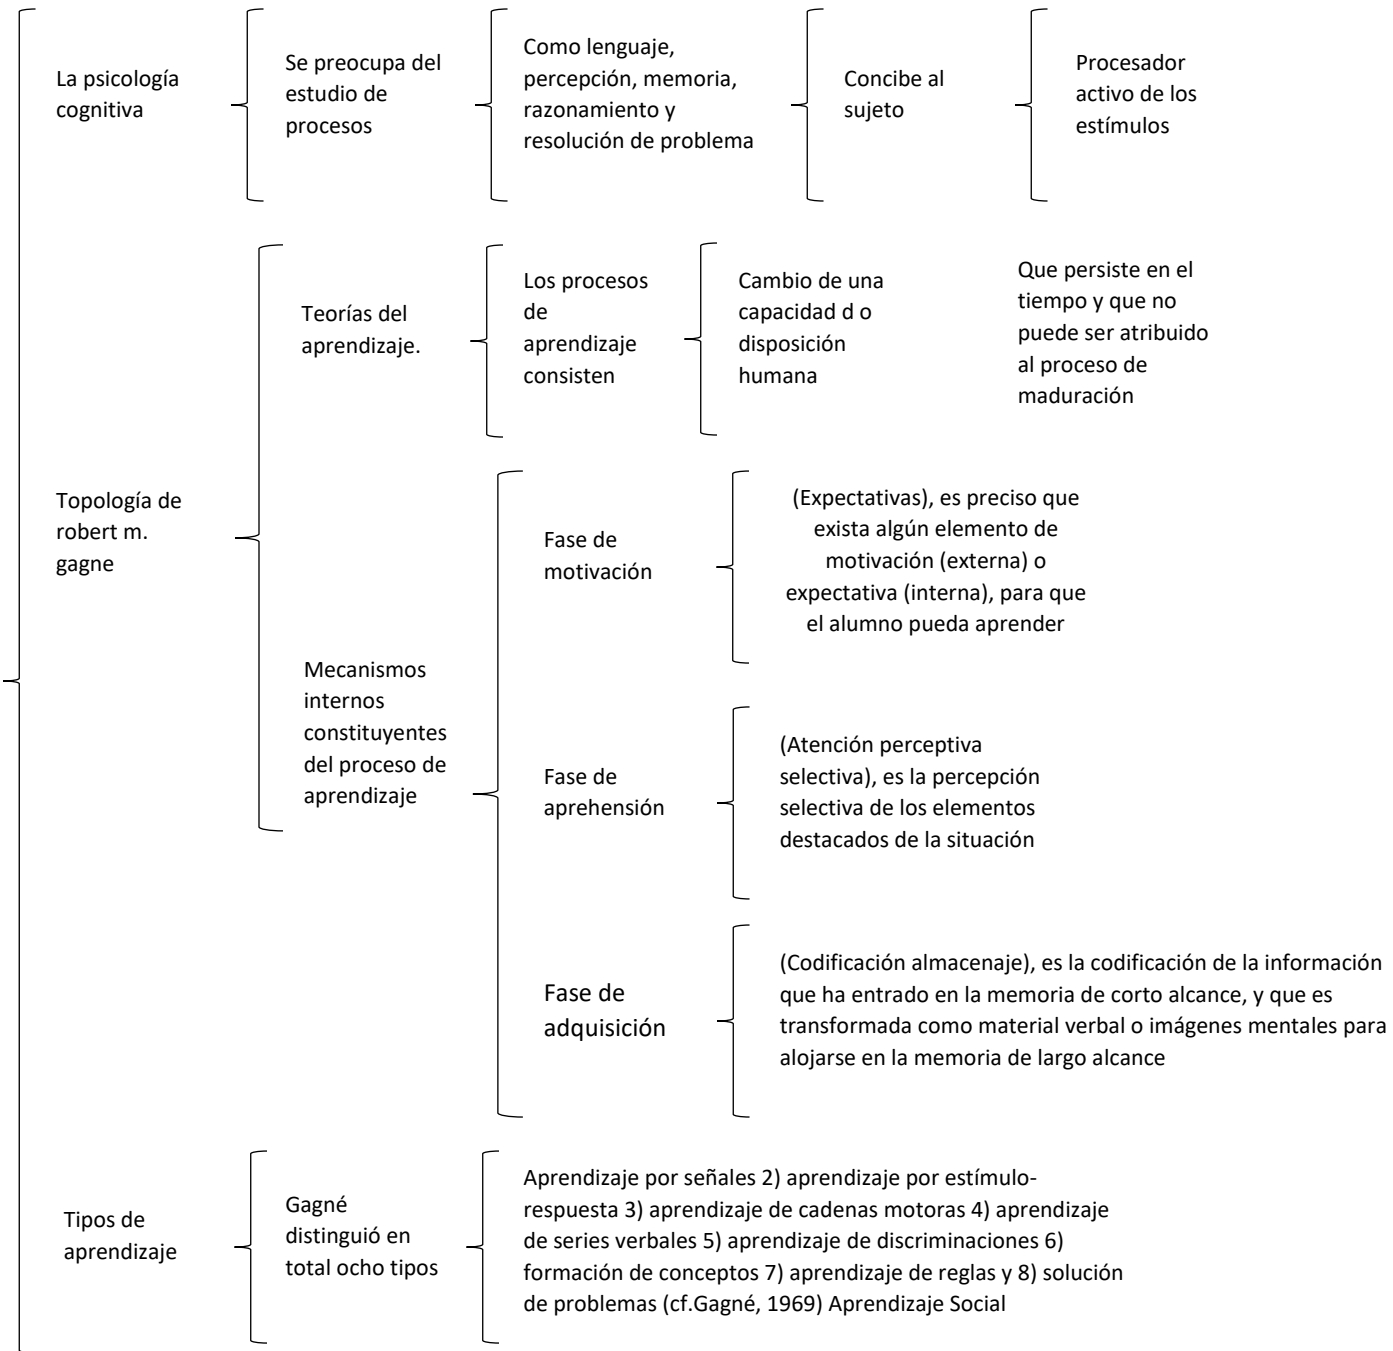 La psicología
cognitiva
Se preocupa del
estudio de
procesos
Como lenguaje,
percepción, memoria,
razonamiento y
resolución de problema
Concibe al
sujeto
Procesador
activo de los
estímulos
Topología de
robert m.
gagne
Teorías del
aprendizaje.
Los procesos
de
aprendizaje
consisten
Cambio de una
capacidad d o
disposición
humana
Que persiste en el
tiempo y que no
puede ser atribuido
al proceso de
maduración
Mecanismos
internos
constituyentes
del proceso de
aprendizaje
Fase de
motivación
(Expectativas), es preciso que
exista algún elemento de
motivación (externa) o
expectativa (interna), para que
el alumno pueda aprender
Fase de
aprehensión
(Atención perceptiva
selectiva), es la percepción
selectiva de los elementos
destacados de la situación
Fase de
adquisición
(Codificación almacenaje), es la codificación de la información
que ha entrado en la memoria de corto alcance, y que es
transformada como material verbal o imágenes mentales para
alojarse en la memoria de largo alcance
Tipos de
aprendizaje
Gagné
distinguió en
total ocho tipos
Aprendizaje por señales 2) aprendizaje por estímulo-
respuesta 3) aprendizaje de cadenas motoras 4) aprendizaje
de series verbales 5) aprendizaje de discriminaciones 6)
formación de conceptos 7) aprendizaje de reglas y 8) solución
de problemas (cf.Gagné, 1969) Aprendizaje Social